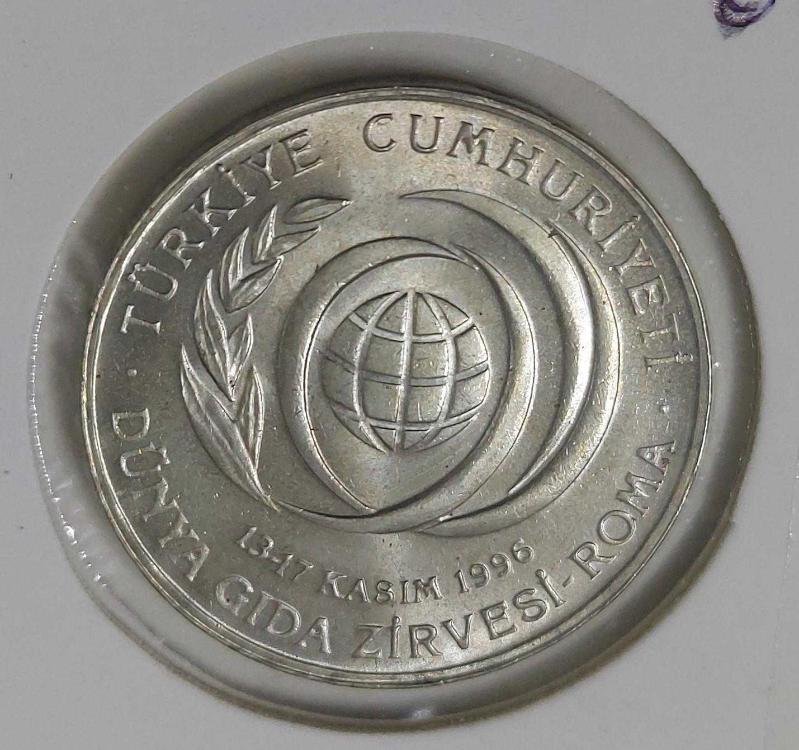 TÜRKİYE CUMHURİYETİ
13-17 KASIM 1996
· DÜNYA GIDA ZİRVESİ-ROMA ·